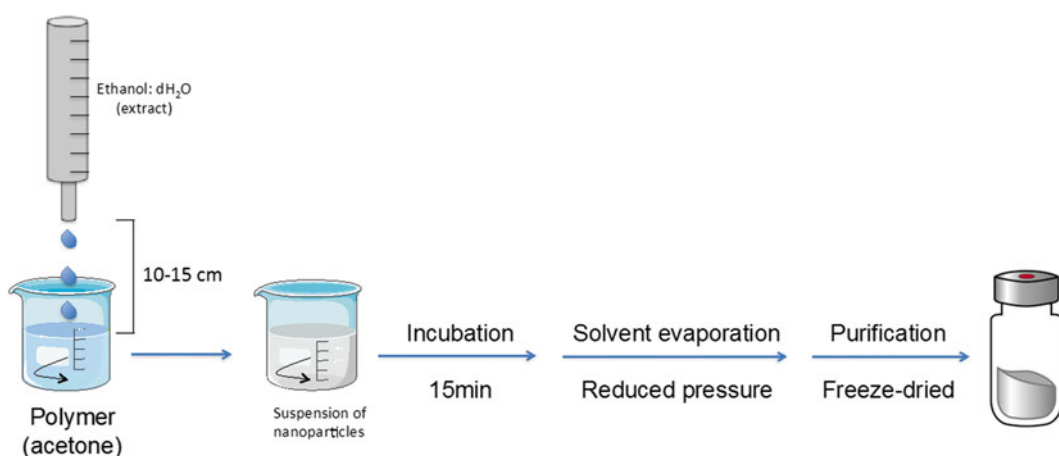 Ethanol: dH₂O
(extract)
10-15 cm
Polymer
(acetone)
Suspension of
nanoparticles
Incubation
15min
Solvent evaporation
Reduced pressure
Purification
Freeze-dried